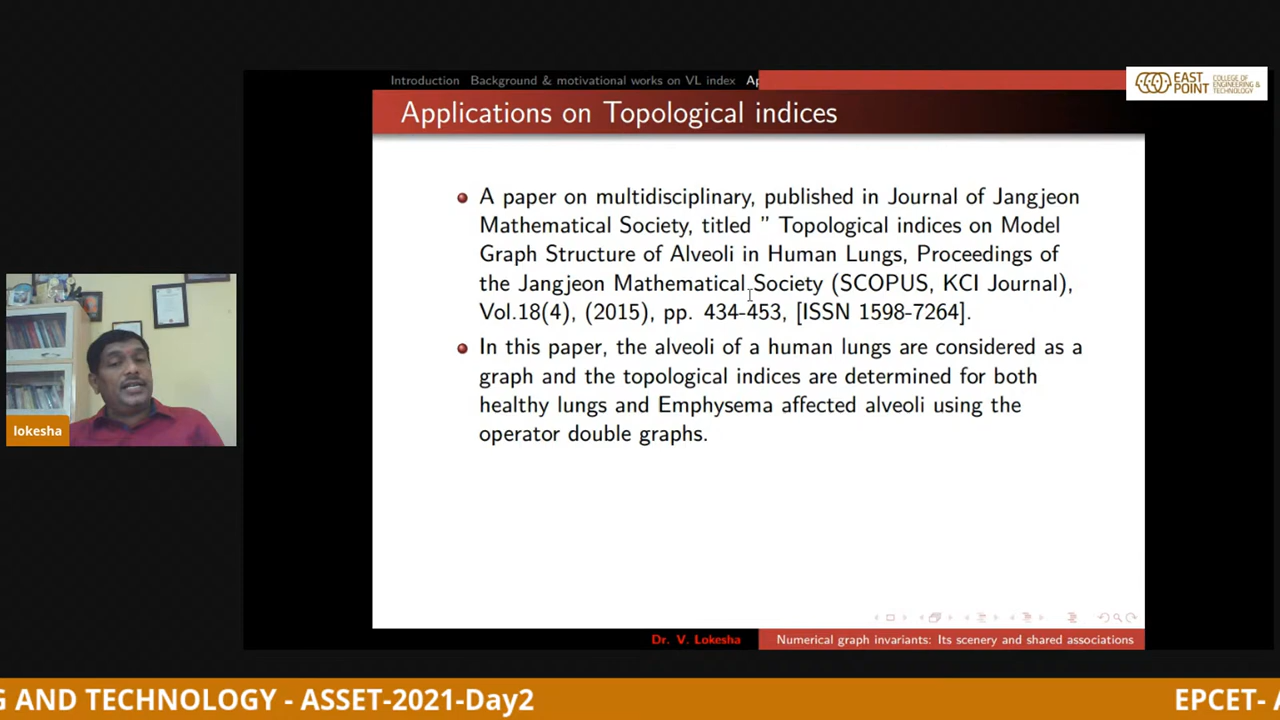 Introduction Background & motivational works on VL index Ap
EAST POINT
COLLEGE OF ENGINEERING & TECHNOLOGY
Applications on Topological indices
A paper on multidisciplinary, published in Journal of Jangjeon
Mathematical Society, titled ” Topological indices on Model
Graph Structure of Alveoli in Human Lungs, Proceedings of
the Jangjeon Mathematical Society (SCOPUS, KCI Journal),
Vol.18(4), (2015), pp. 434-453, [ISSN 1598-7264].
In this paper, the alveoli of a human lungs are considered as a
graph and the topological indices are determined for both
healthy lungs and Emphysema affected alveoli using the
operator double graphs.
lokesha
Dr. V. Lokesha
Numerical graph invariants: Its scenery and shared associations
G AND TECHNOLOGY - ASSET-2021-Day2
EPCET- A